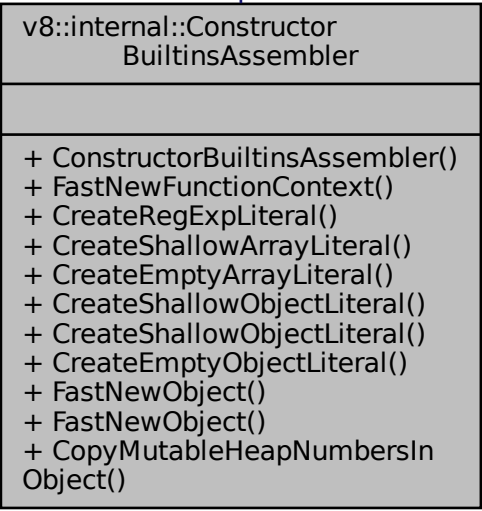 v8::internal::Constructor
BuiltinsAssembler
+ ConstructorBuiltinsAssembler()
+ FastNewFunctionContext()
+ CreateRegExpLiteral()
+ CreateShallowArrayLiteral()
+ CreateEmptyArrayLiteral()
+ CreateShallowObjectLiteral()
+ CreateShallowObjectLiteral()
+ CreateEmptyObjectLiteral()
+ FastNewObject()
+ FastNewObject()
+ CopyMutableHeapNumbersIn
Object()